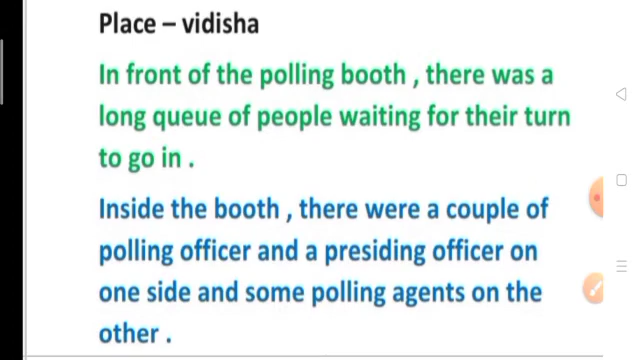 Place – vidisha
In front of the polling booth , there was a
long queue of people waiting for their turn
to go in .
Inside the booth , there were a couple of
polling officer and a presiding officer on
one side and some polling agents on the
other .